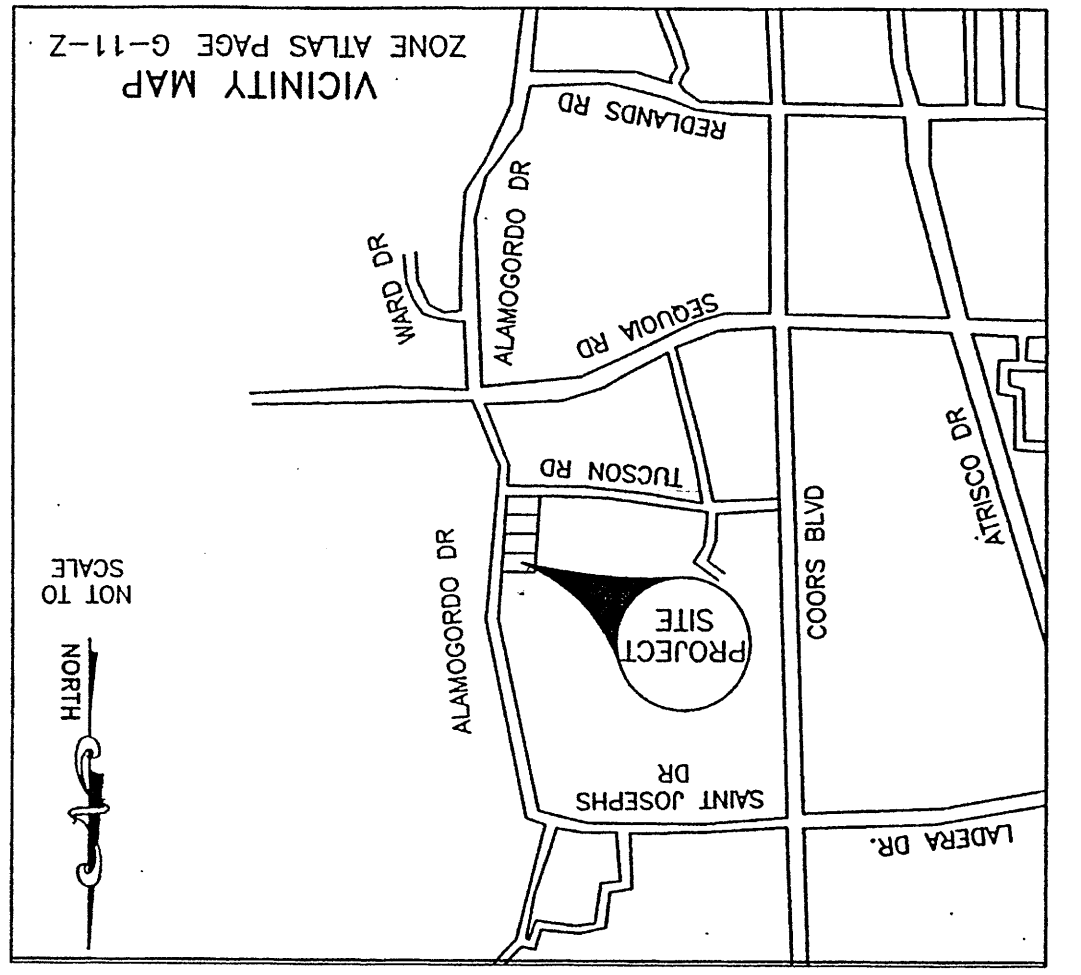 LADERA DR.
SAINT JOSEPHS
DR
NORTH
NOT TO
SCALE
PROJECT
SITE
ALAMOGORDO DR
COORS BLVD
ATRISCO DR
TUCSON RD
SEQUOIA RD
ALAMOGORDO DR
WARD DR
REDLANDS RD
VICINITY MAP
ZONE ATLAS PAGE G-11-Z